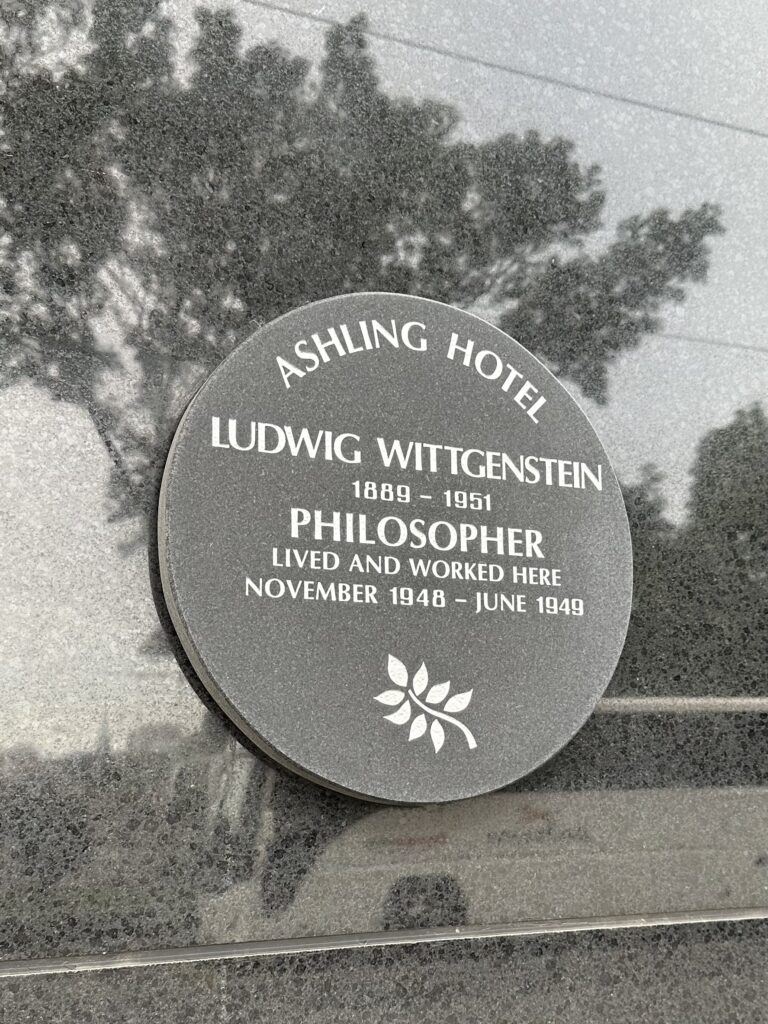 ASHLING HOTEL
LUDWIG WITTGENSTEIN
1889 – 1951
PHILOSOPHER
LIVED AND WORKED HERE
NOVEMBER 1948 – JUNE 1949